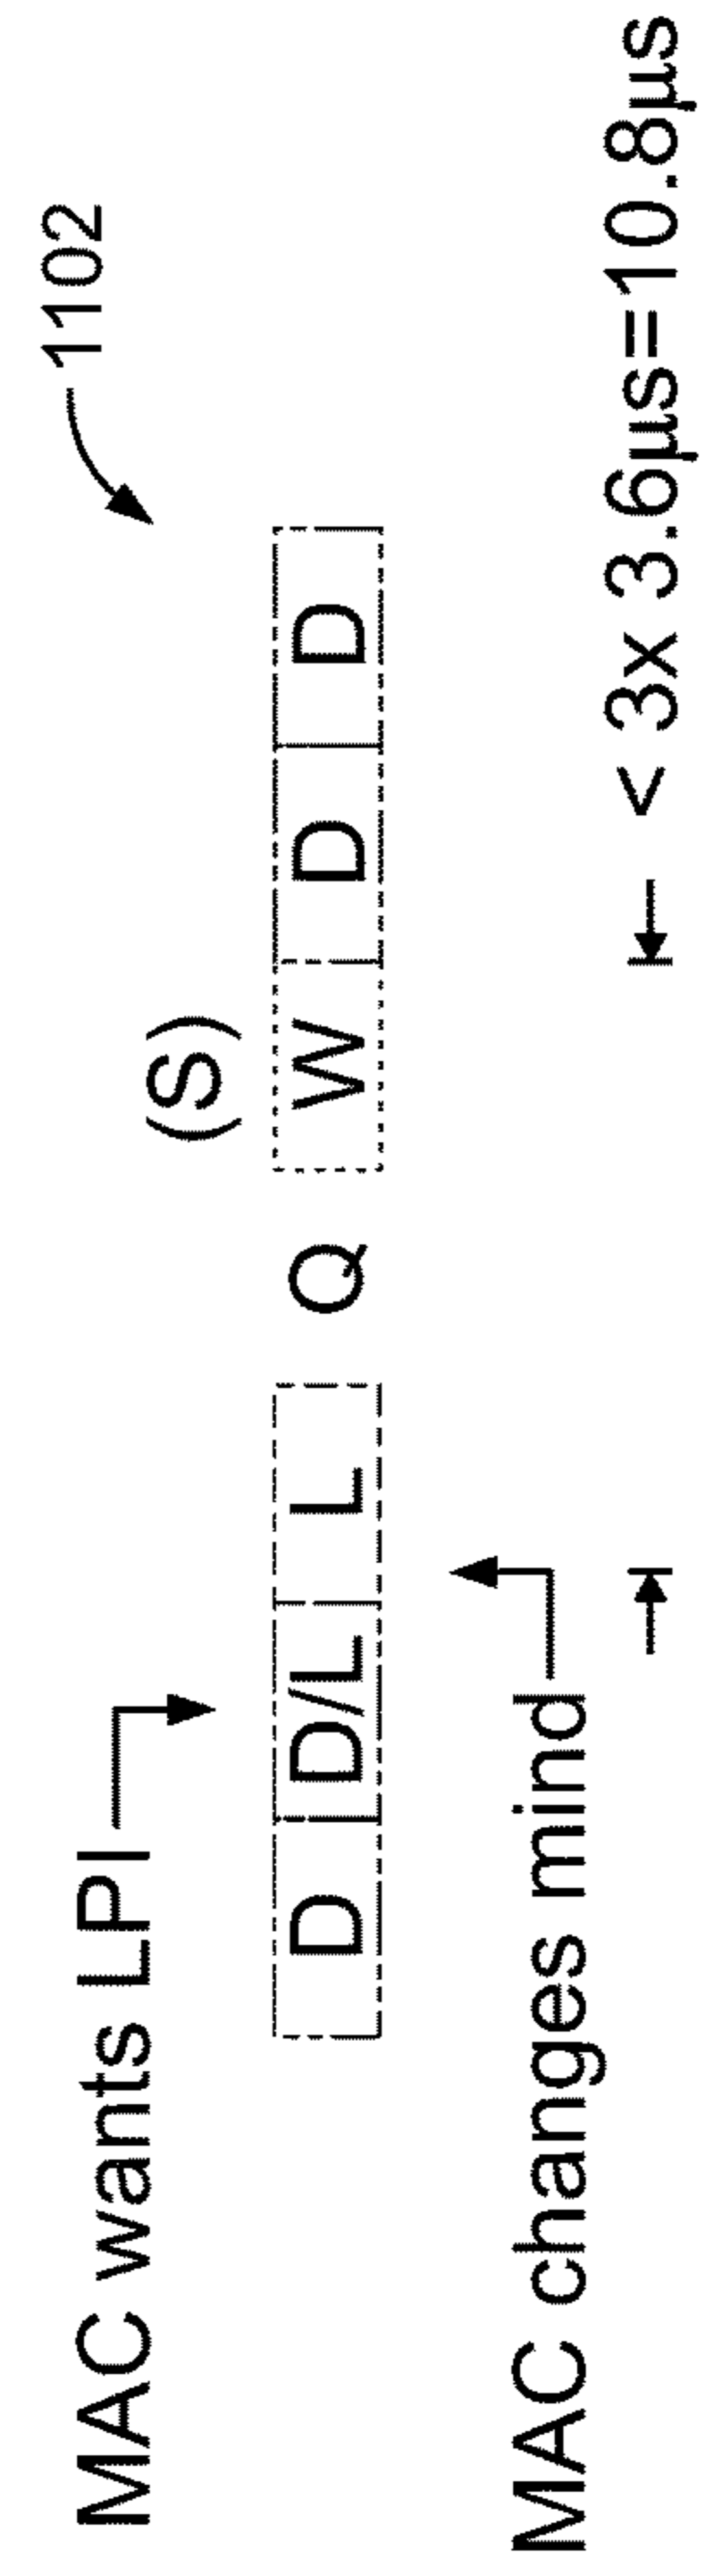 1102
MAC wants LPI
(S)
D D/L L Q W D D
MAC changes mind
< 3x 3.6µs=10.8µs